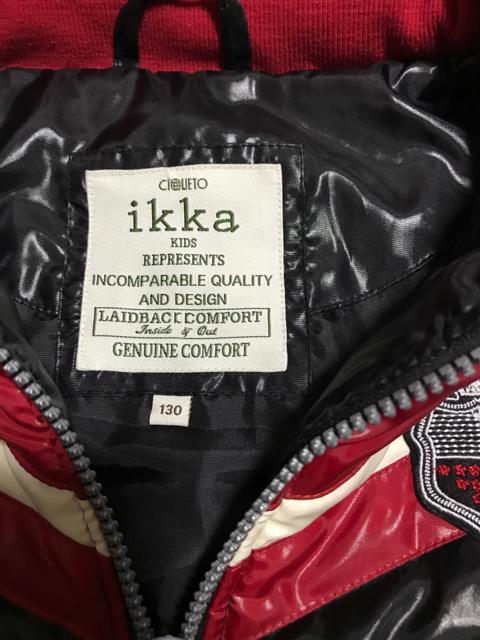 CIQUETO
ikka
KIDS
REPRESENTS
INCOMPARABLE QUALITY
AND DESIGN
LAIDBACK COMFORT
Inside & Out
GENUINE COMFORT
130